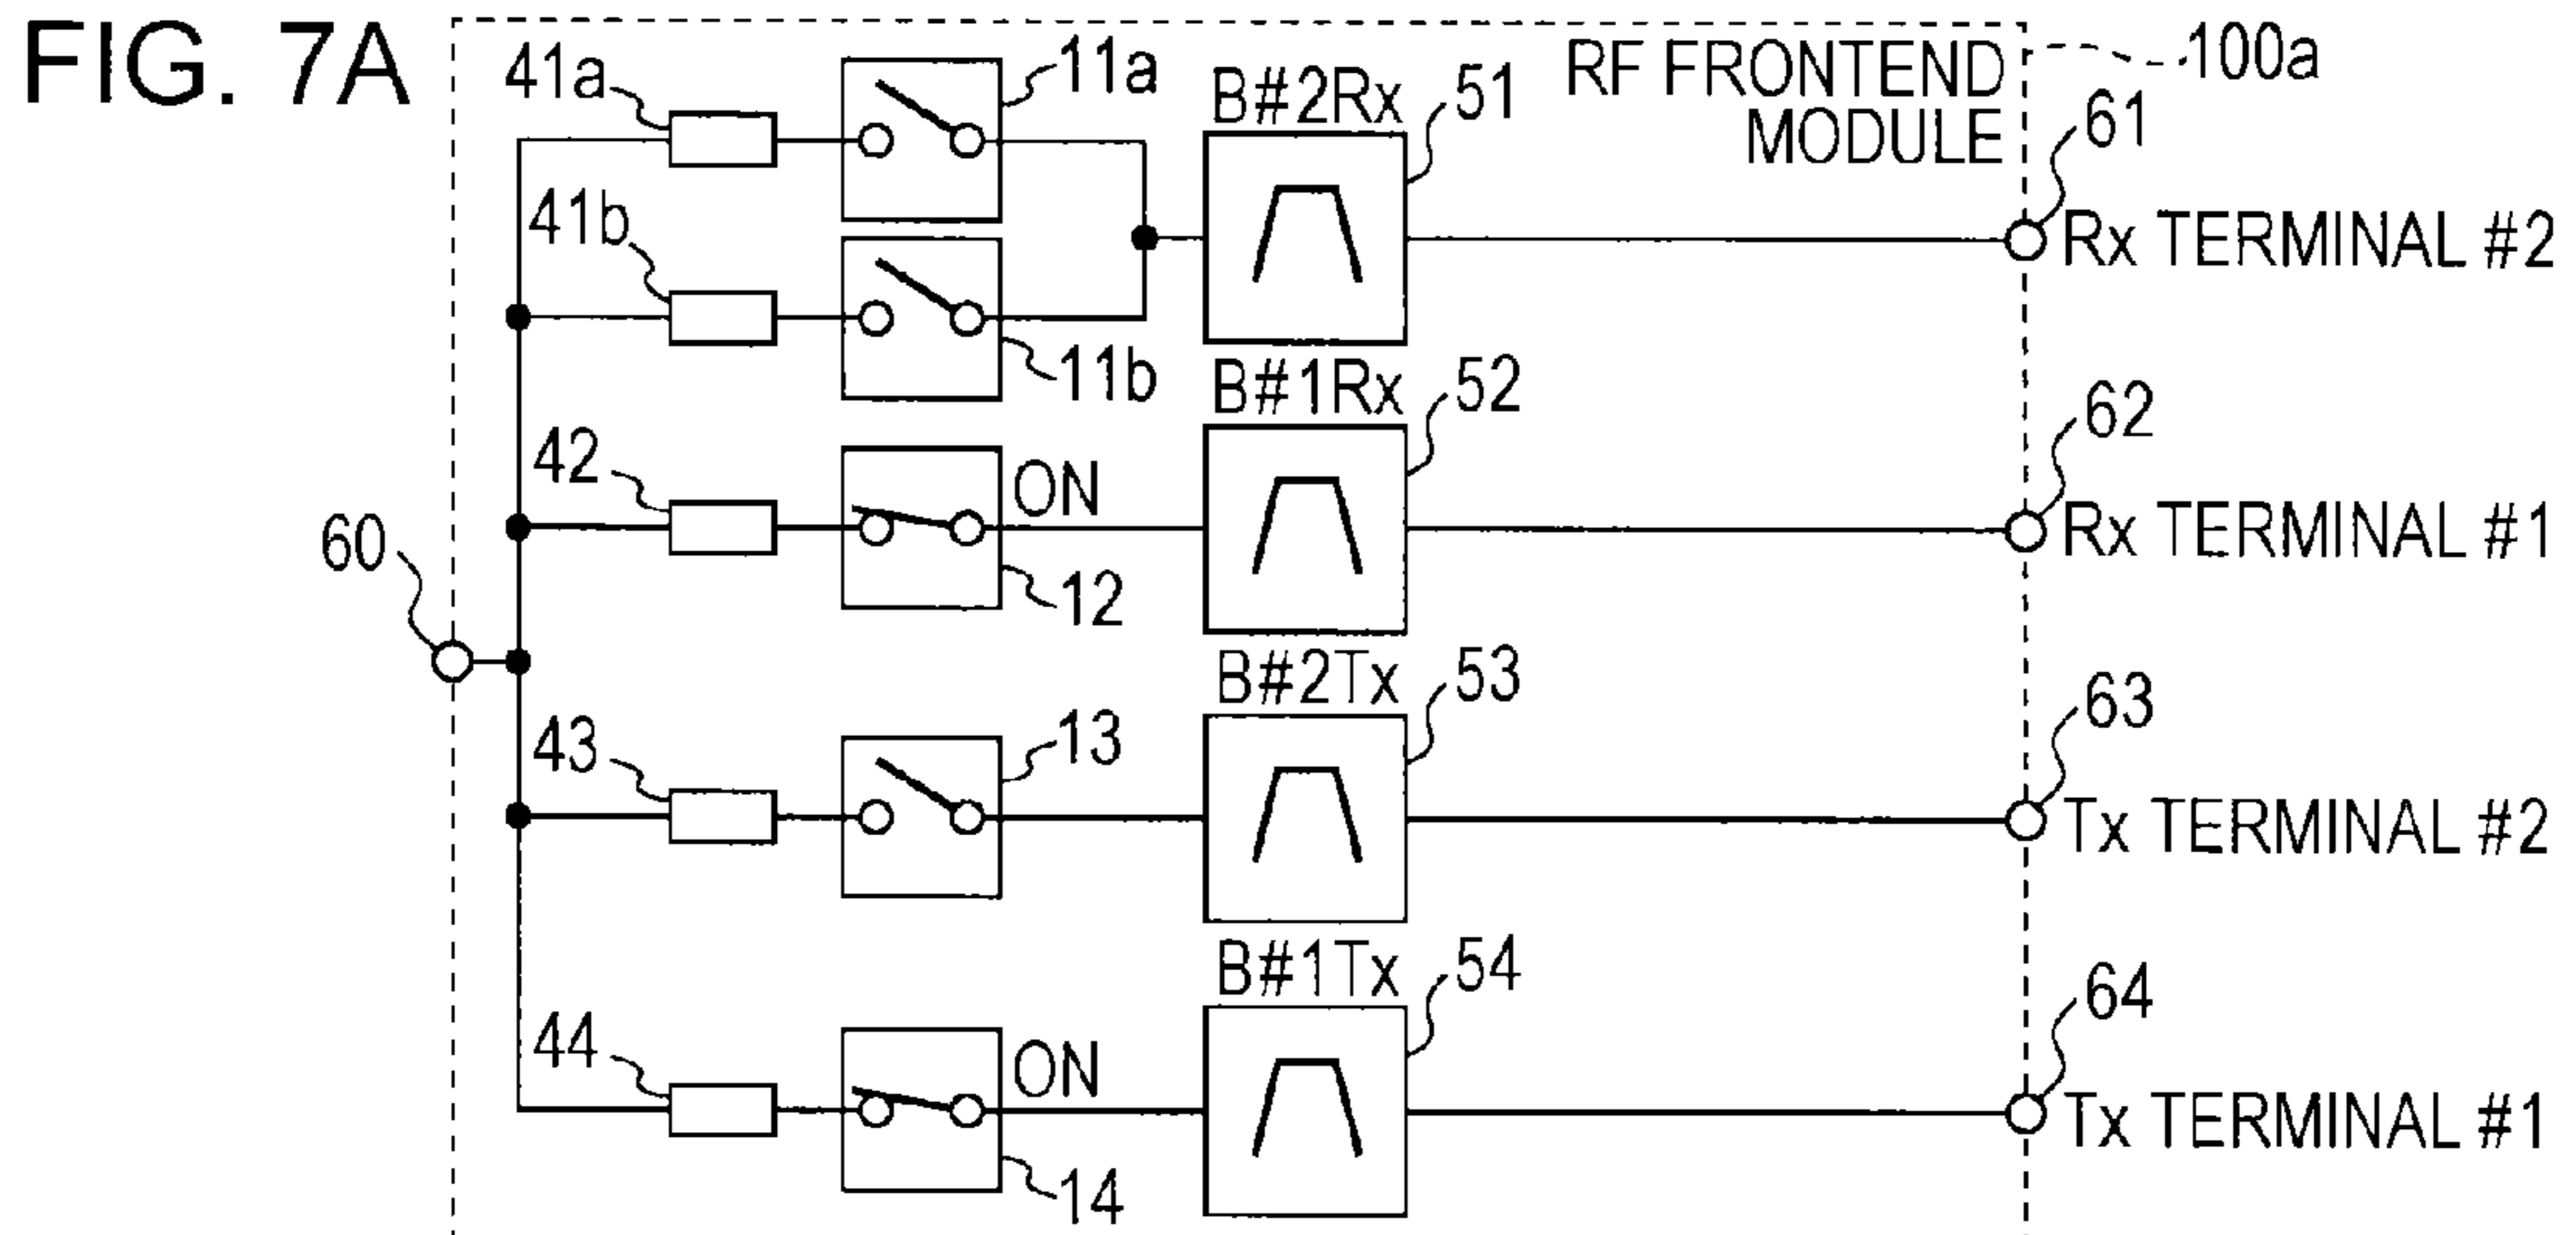 FIG. 7A
RF FRONTEND
MODULE
100a
41a
11a
B#2Rx
51
61
Rx TERMINAL #2
41b
11b
B#1Rx
52
62
Rx TERMINAL #1
42
ON
12
60
B#2Tx
53
63
Tx TERMINAL #2
43
13
B#1Tx
54
64
Tx TERMINAL #1
44
ON
14